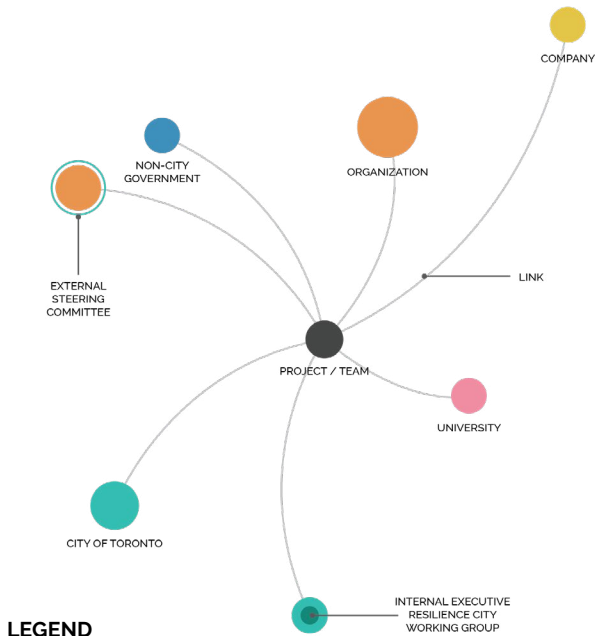 COMPANY
NON-CITY
GOVERNMENT
ORGANIZATION
EXTERNAL
STEERING
COMMITTEE
LINK
PROJECT / TEAM
UNIVERSITY
CITY OF TORONTO
INTERNAL EXECUTIVE
RESILIENCE CITY
WORKING GROUP
LEGEND